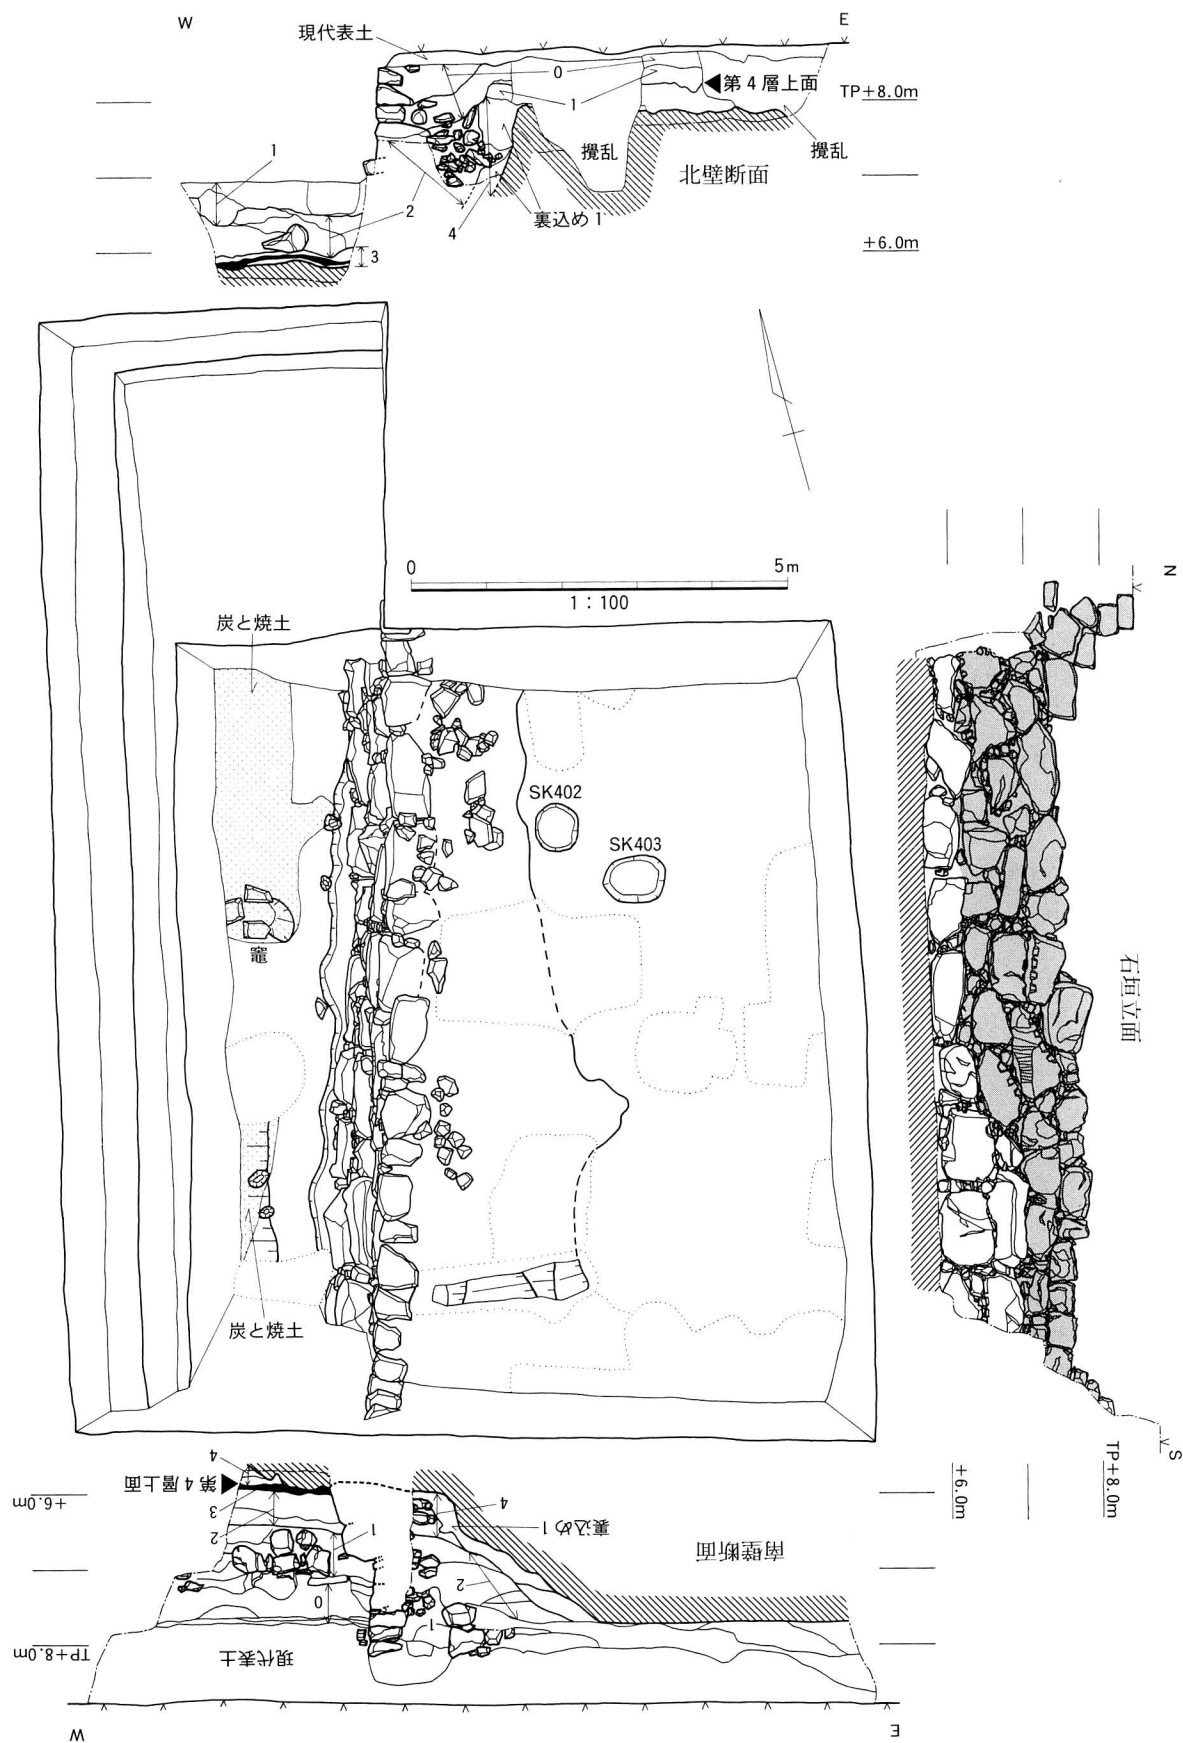 W
E
現代表土
0
1
◀第4層上面
TP+8.0m
攪乱
攪乱
北壁断面
1
2
4
裏込め1
3
+6.0m
0
5m
1：100
N
炭と焼土
SK402
SK403
竈
石垣立面
炭と焼土
S
+6.0m
TP+8.0m
4
第4層上面
+6.0m
3
2
1
4
裏込め1
南壁断面
2
0
1
TP+8.0m
現代表土
W
E